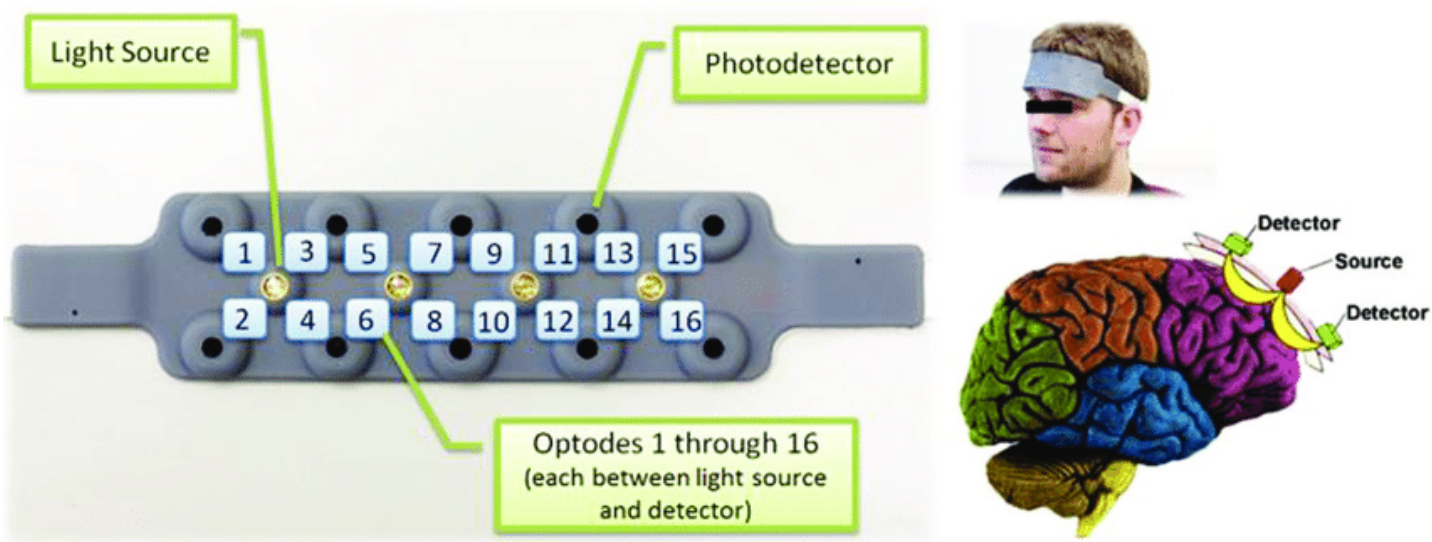 Light Source
Photodetector
1 3 5 7 9 11 13 15
2 4 6 8 10 12 14 16
Optodes 1 through 16
(each between light source
and detector)
Detector
Source
Detector